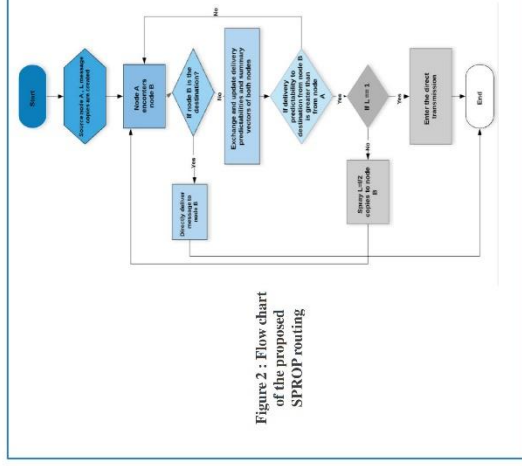 Start
Source node A , L message
copies are created
Node A
encounters
node B
If node B is the
destination?
No
No
Yes
Exchange and update delivery
predictabilities and summary
vectors of both nodes
Directly deliver
message to
node B
If delivery
predictability to
destination from node B
is greater than
from node
A
Yes
If L == 1
No
Yes
Spray L=l/2
copies to node
B
Enter the direct
transmission
End
Figure 2 : Flow chart
of the proposed
SPROP routing